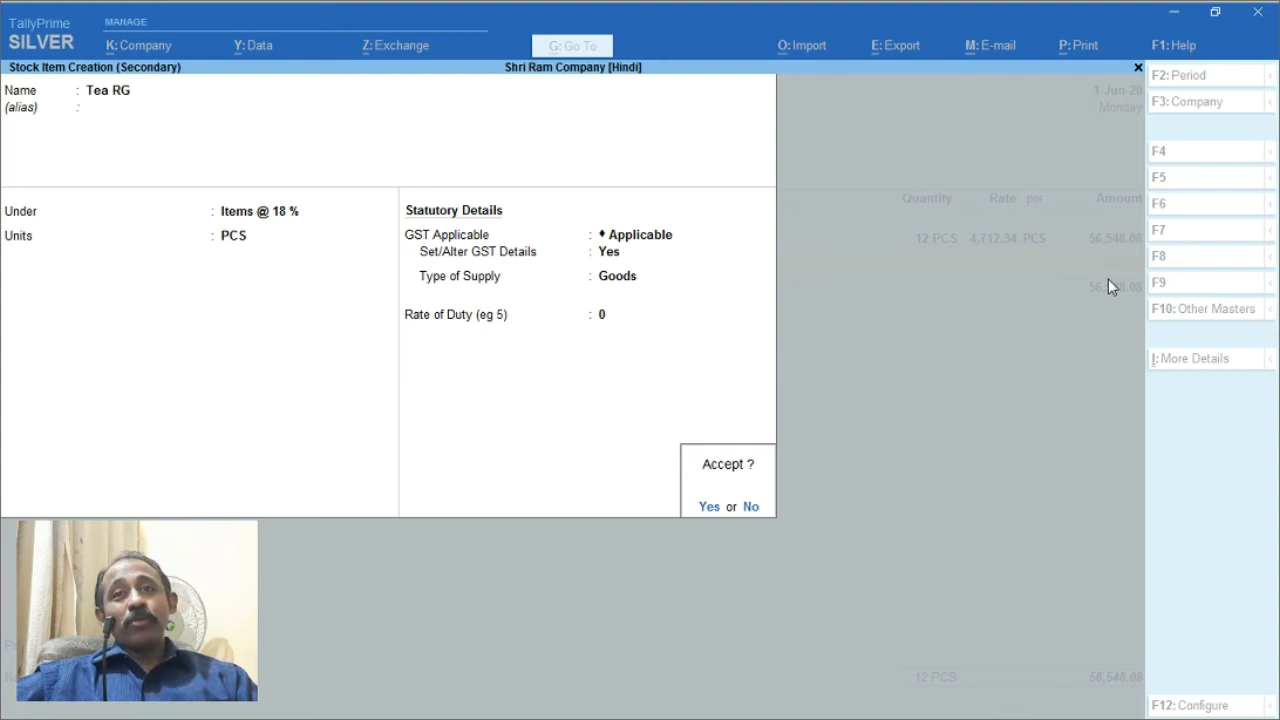 TallyPrime
SILVER
MANAGE
K: Company
Y: Data
Z: Exchange
G: Go To
O: Import
E: Export
M: E-mail
P: Print
F1: Help
Stock Item Creation (Secondary)
Shri Ram Company [Hindi]
Name : Tea RG
(alias) :
Under : Items @ 18 %
Units : PCS
Statutory Details
GST Applicable : ♦ Applicable
Set/Alter GST Details : Yes
Type of Supply : Goods
Rate of Duty (eg 5) : 0
Accept ?
Yes or No
1-Jun-20
Monday
Quantity Rate per Amount
12 PCS 4,712.34 PCS 56,548.08
12 PCS 56,548.08
F2: Period
F3: Company
F4
F5
F6
F7
F8
F9
F10: Other Masters
I: More Details
F12: Configure